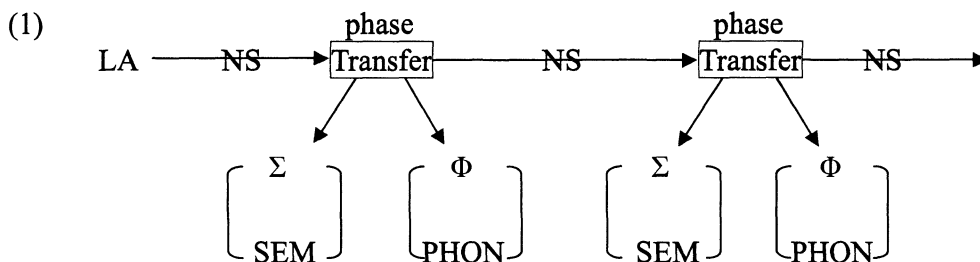 (1)
phase phase
LA NS Transfer NS Transfer NS
Σ Φ Σ Φ
SEM PHON SEM PHON